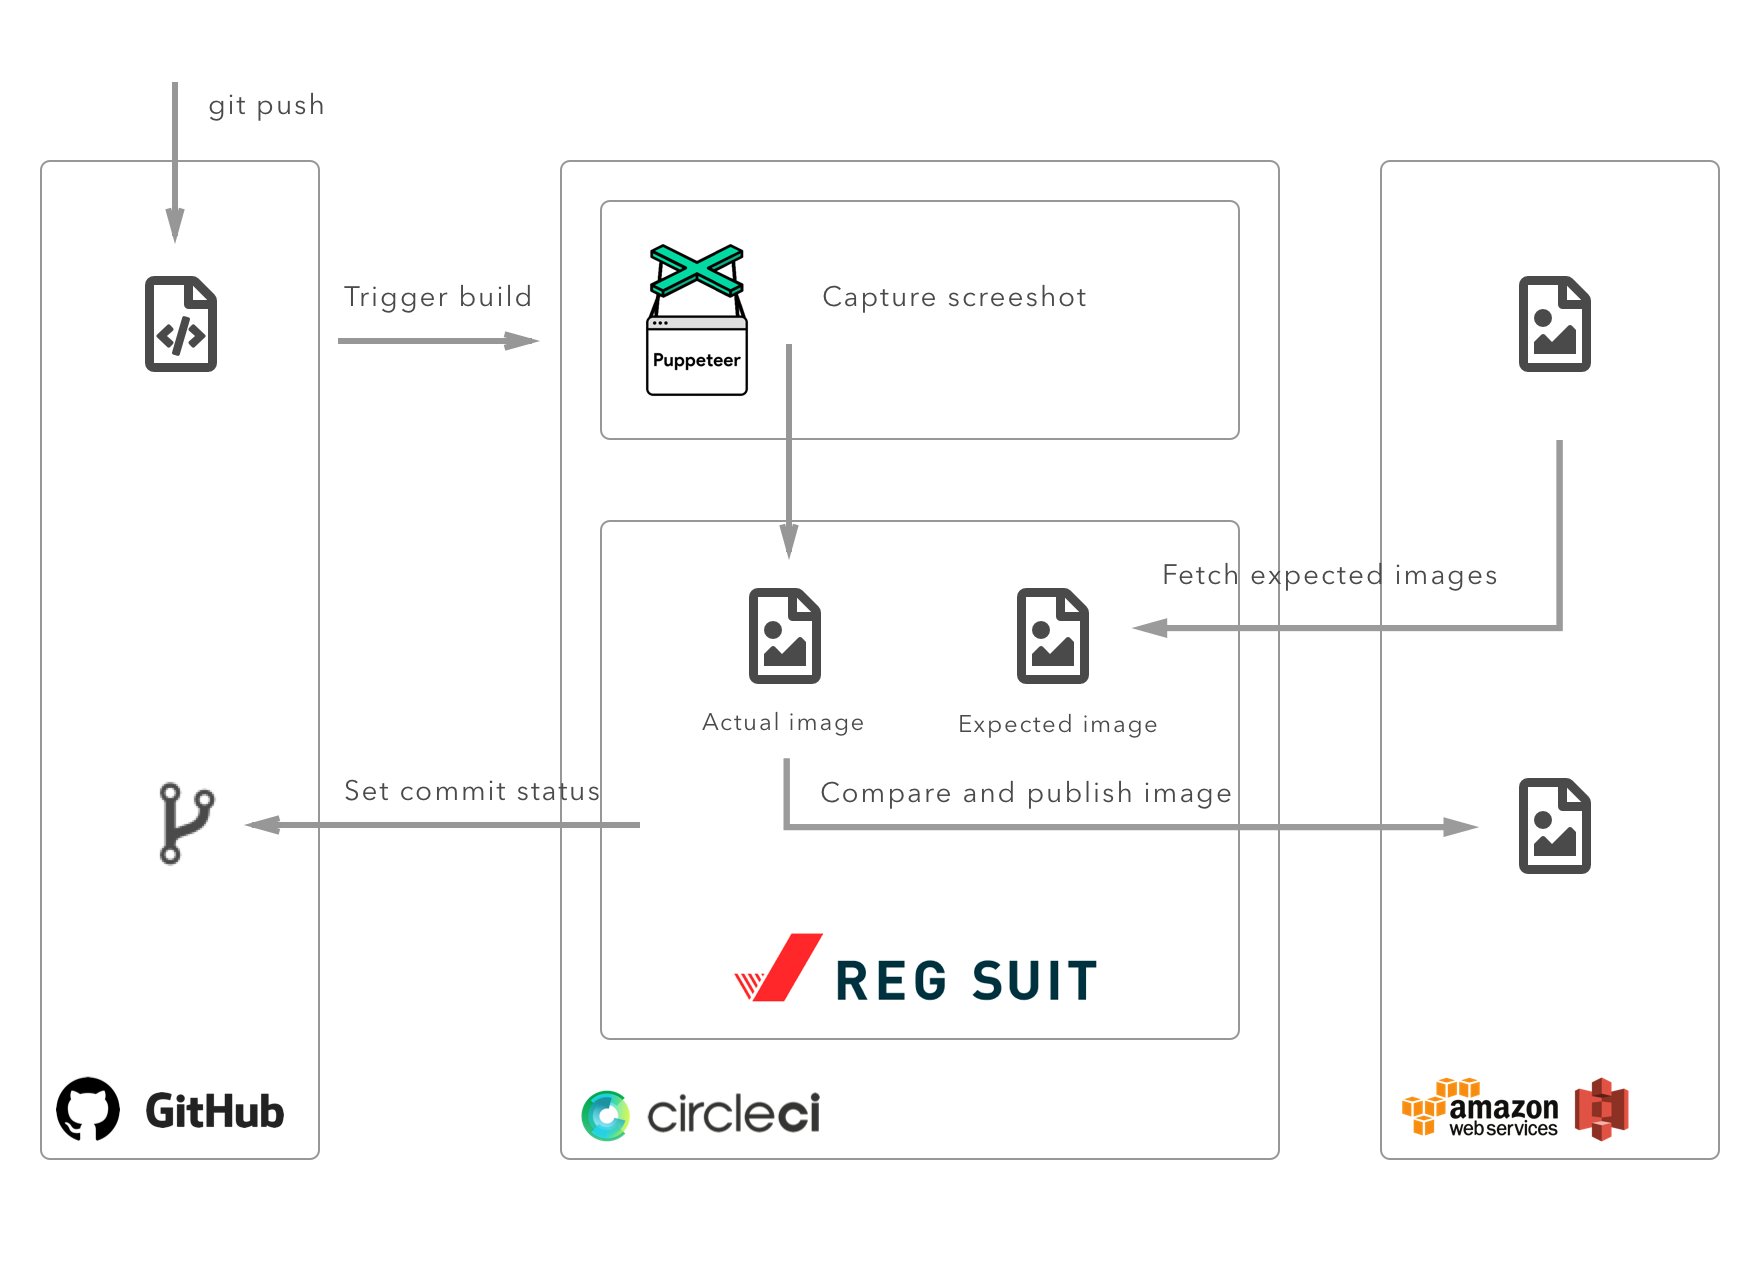 git push
Trigger build
Capture screeshot
Puppeteer
Fetch expected images
Actual image
Expected image
Set commit status
Compare and publish image
REG SUIT
GitHub
circleci
amazon
web services